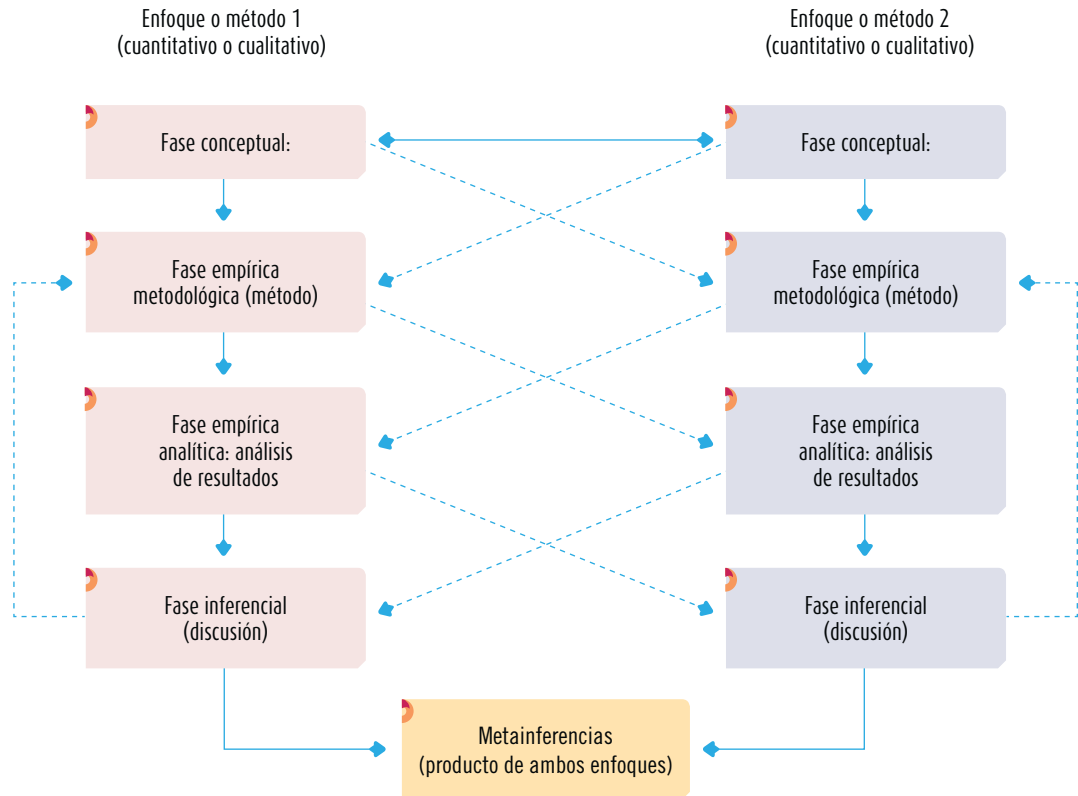 Enfoque o método 1
(cuantitativo o cualitativo)
Enfoque o método 2
(cuantitativo o cualitativo)
Fase conceptual:
Fase conceptual:
Fase empírica
metodológica (método)
Fase empírica
metodológica (método)
Fase empírica
analítica: análisis
de resultados
Fase empírica
analítica: análisis
de resultados
Fase inferencial
(discusión)
Fase inferencial
(discusión)
Metainferencias
(producto de ambos enfoques)